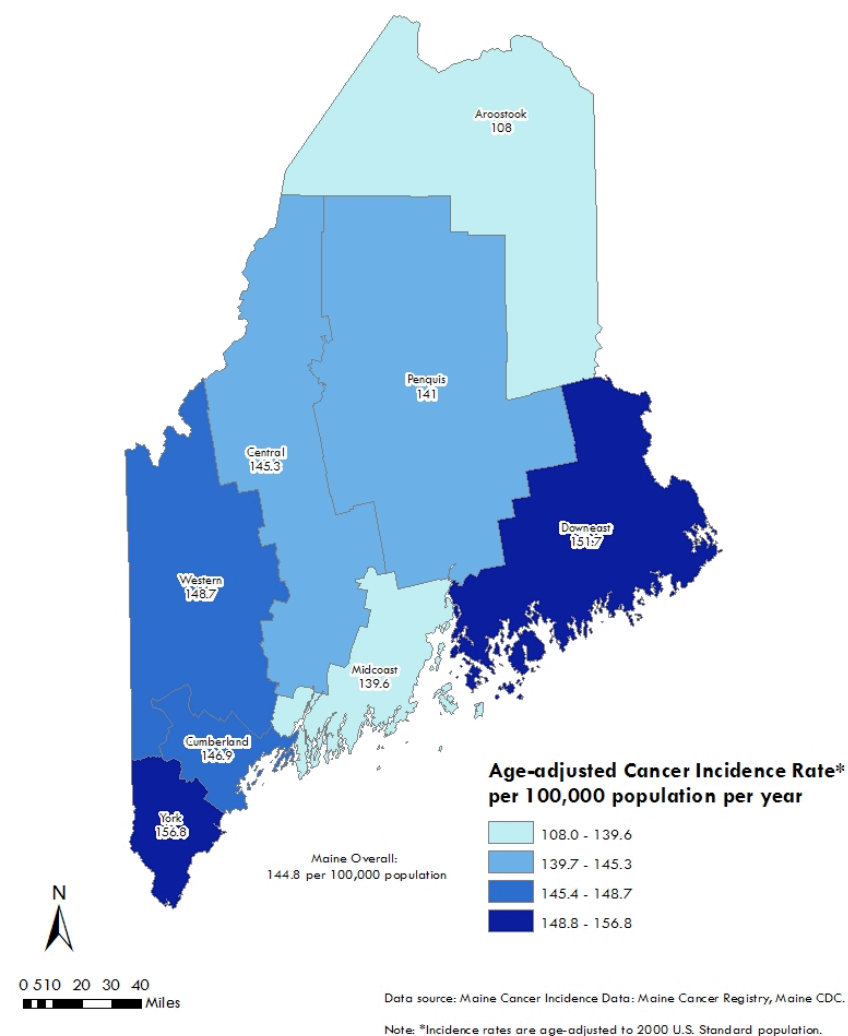 Aroostook
108
Penquis
141
Central
145.3
Downeast
151.7
Western
148.7
Midcoast
139.6
Cumberland
146.9
York
156.8
Age-adjusted Cancer Incidence Rate*
per 100,000 population per year
108.0 - 139.6
139.7 - 145.3
145.4 - 148.7
148.8 - 156.8
Maine Overall:
144.8 per 100,000 population
N
0 510 20 30 40
Miles
Data source: Maine Cancer Incidence Data: Maine Cancer Registry, Maine CDC.
Note: *Incidence rates are age-adjusted to 2000 U.S. Standard population.